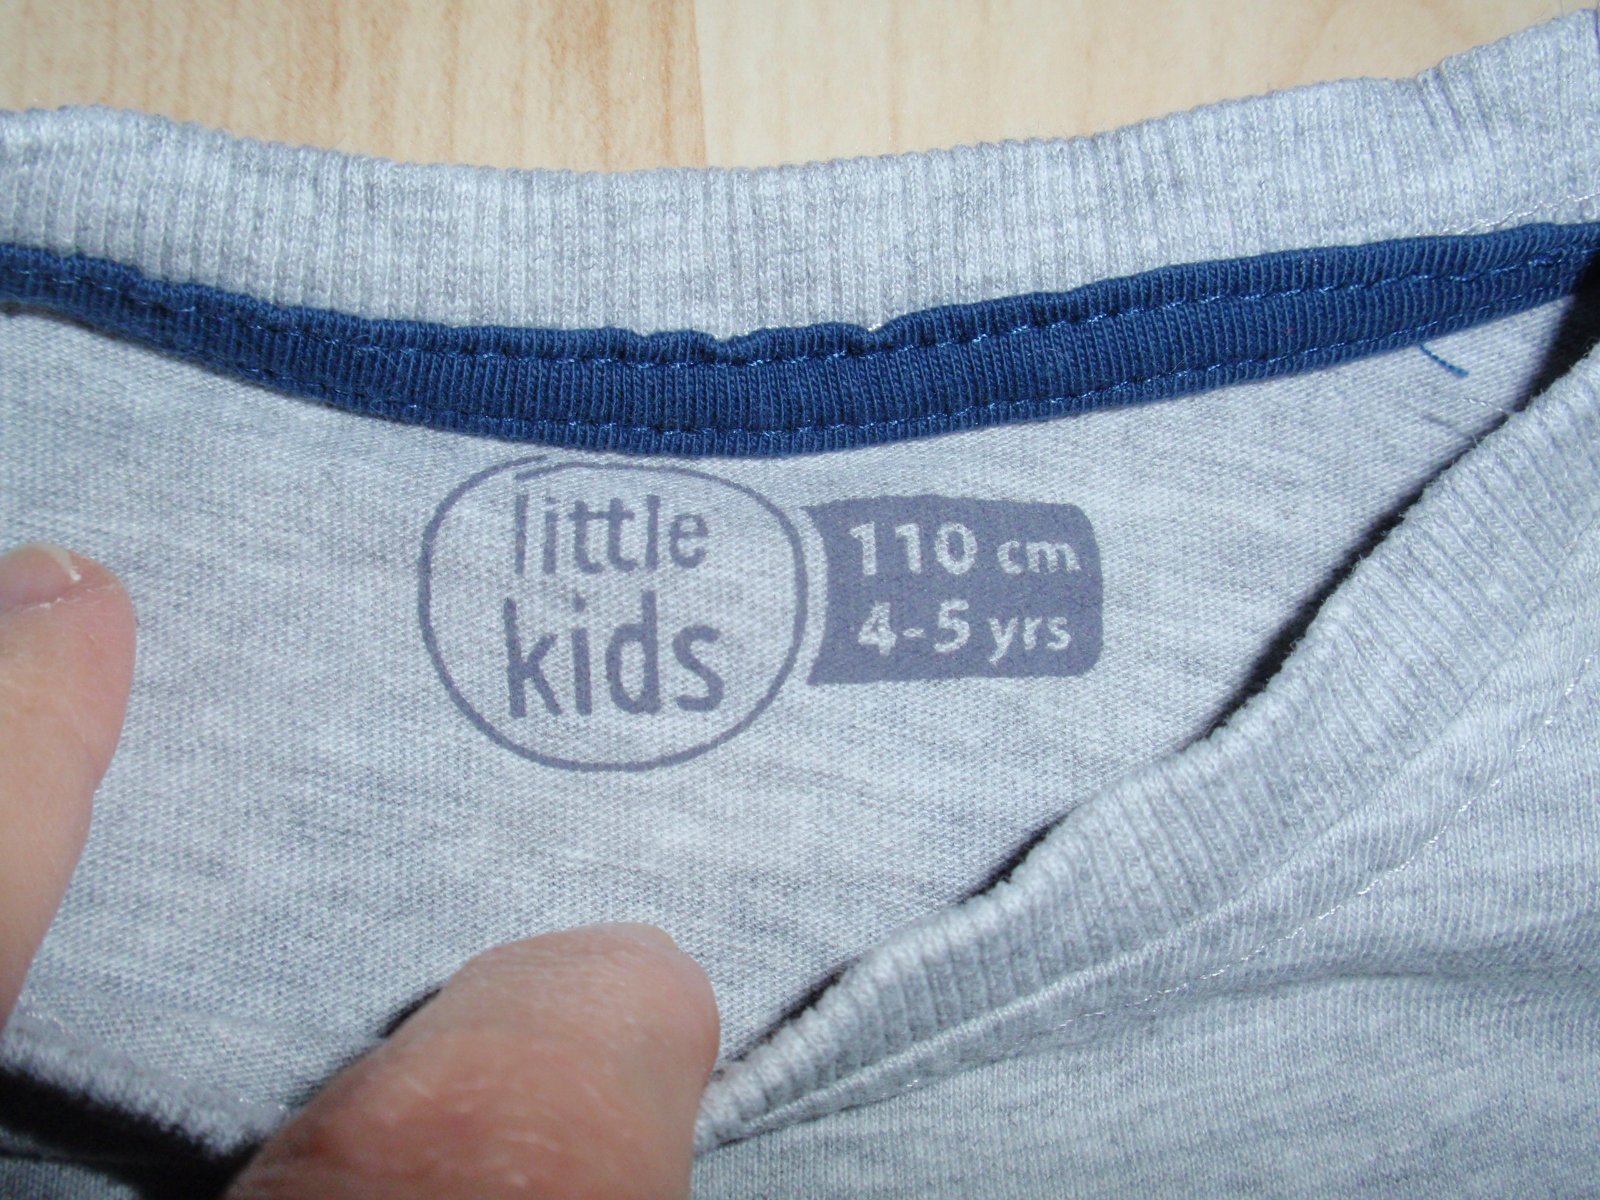 little
kids
110 cm
4-5 yrs